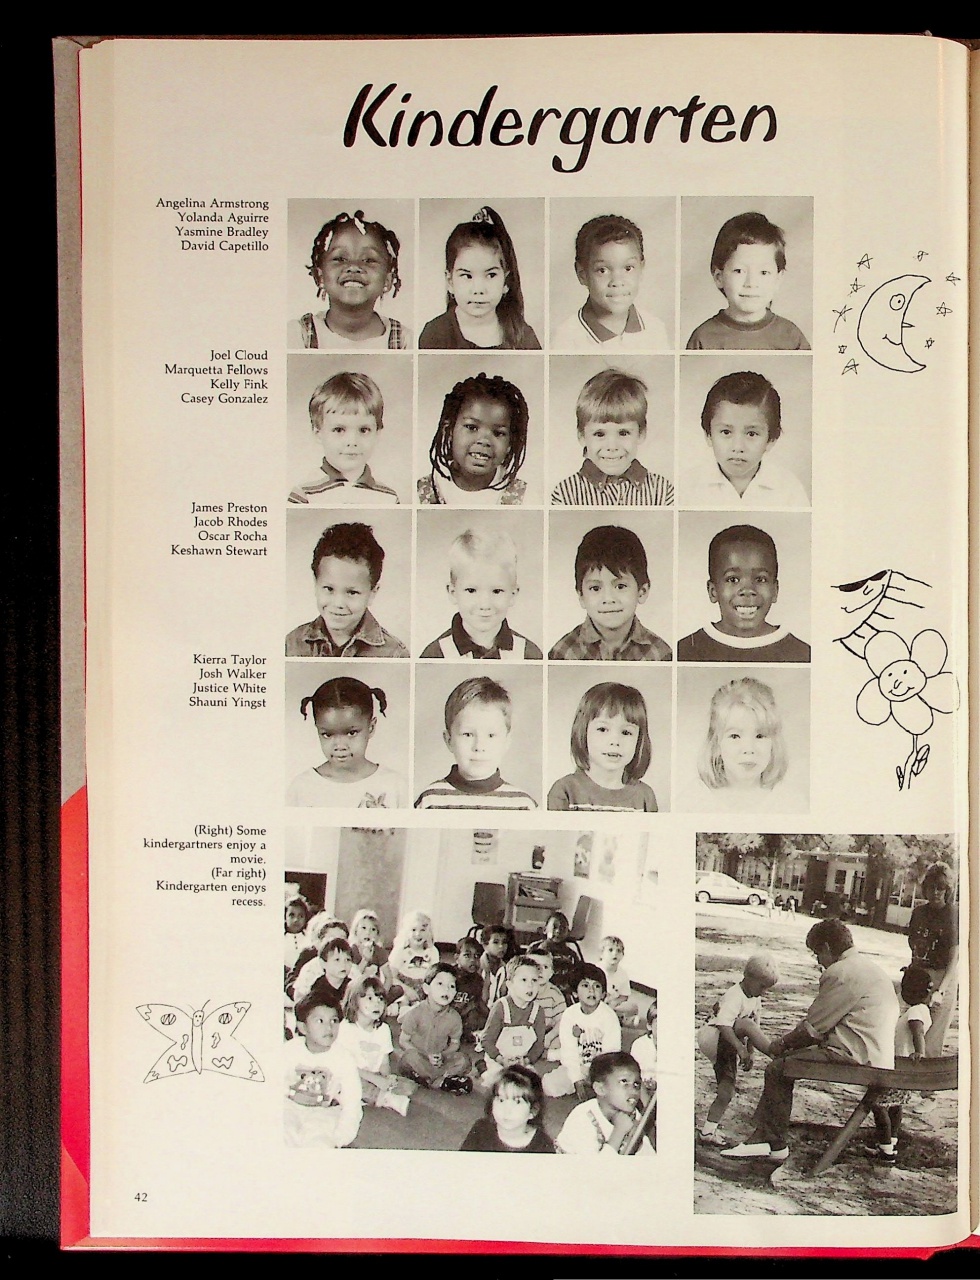 Kindergarten
Angelina Armstrong
Yolanda Aguirre
Yasmine Bradley
David Capetillo
Joel Cloud
Marquetta Fellows
Kelly Fink
Casey Gonzalez
James Preston
Jacob Rhodes
Oscar Rocha
Keshawn Stewart
Kierra Taylor
Josh Walker
Justice White
Shauni Yingst
(Right) Some
kindergartners enjoy a
movie.
(Far right)
Kindergarten enjoys
recess.
42